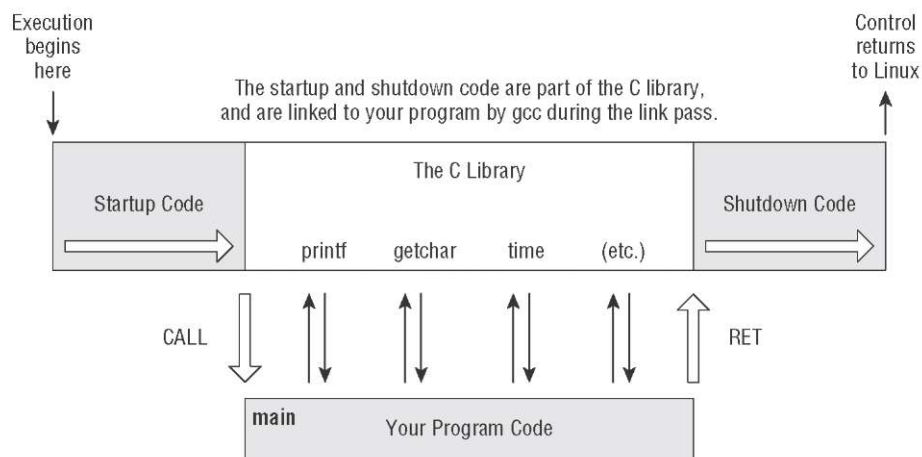 Execution
begins
here
Control
returns
to Linux
The startup and shutdown code are part of the C library,
and are linked to your program by gcc during the link pass.
The C Library
Startup Code
Shutdown Code
printf getchar time (etc.)
CALL
RET
main
Your Program Code